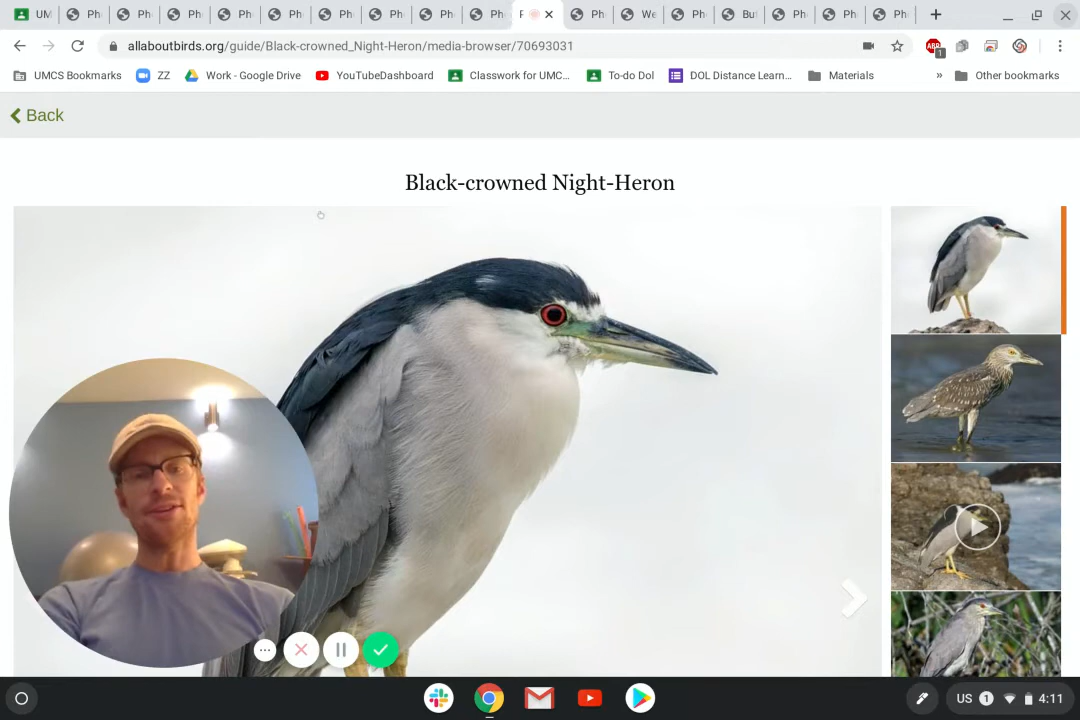 UM Ph Ph Ph Ph Ph Ph Ph Ph Ph Ph We Ph Bu Ph Ph Ph
allaboutbirds.org/guide/Black-crowned_Night-Heron/media-browser/70693031
ABP 1
UMCS Bookmarks ZZ Work - Google Drive YouTubeDashboard Classwork for UMC... To-do Dol DOL Distance Learn... Materials » Other bookmarks
Back
Black-crowned Night-Heron
US 1 4:11